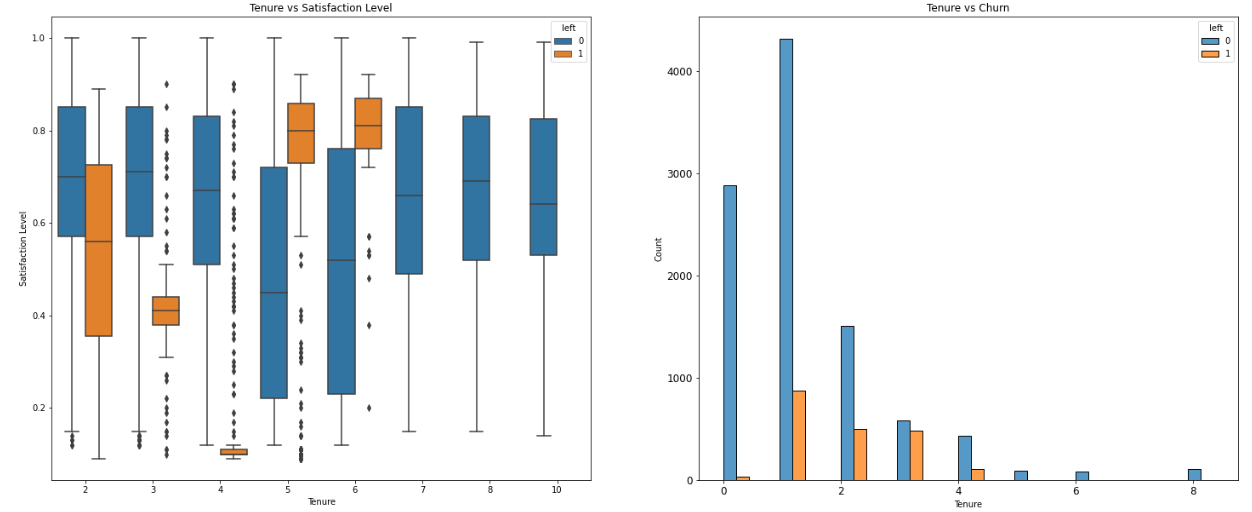 Tenure vs Satisfaction Level
left
0
1
1.0
0.8
0.6
0.4
0.2
Satisfaction Level
2 3 4 5 6 7 8 10
Tenure
Tenure vs Churn
left
0
1
4000
3000
2000
1000
0
Count
0 2 4 6 8
Tenure